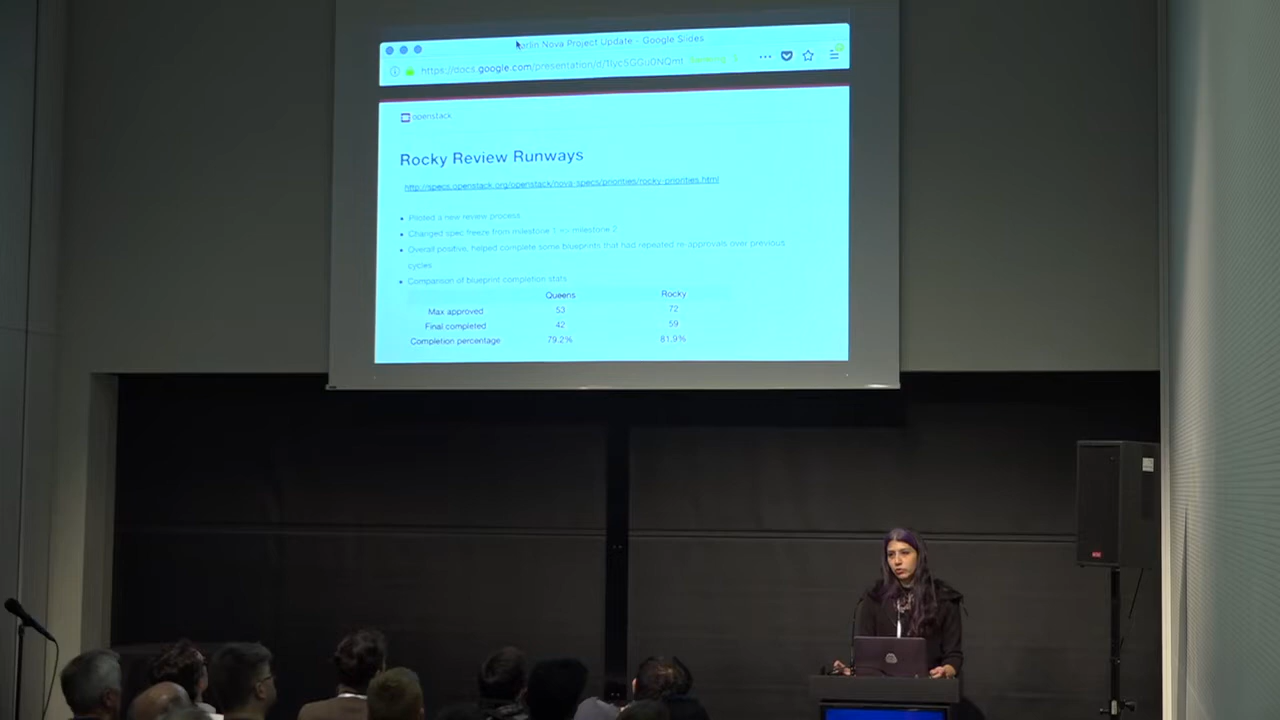 erlin Nova Project Update - Google Slides
https://docs.google.com/presentation/d/1Iyc5GGu0NQmt
openstack
Rocky Review Runways
http://specs.openstack.org/openstack/nova-specs/priorities/rocky-priorities.html
• Piloted a new review process
• Changed spec freeze from milestone 1 => milestone 2
• Overall positive, helped complete some blueprints that had repeated re-approvals over previous
cycles
• Comparison of blueprint completion stats
Queens Rocky
Max approved 53 72
Final completed 42 59
Completion percentage 79.2% 81.9%